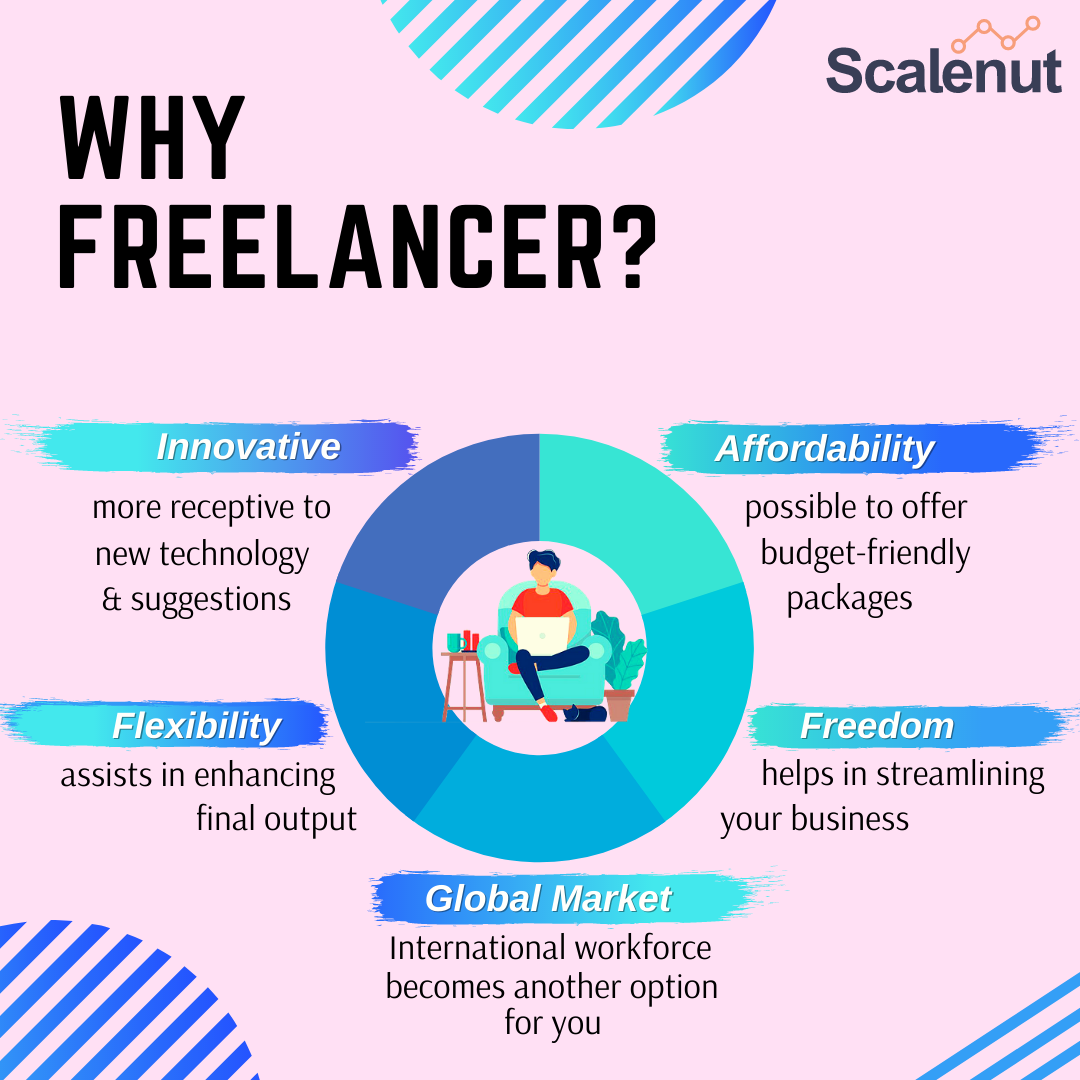 Scalenut
WHY
FREELANCER?
Innovative
more receptive to
new technology
& suggestions
Affordability
possible to offer
budget-friendly
packages
Flexibility
assists in enhancing
final output
Freedom
helps in streamlining
your business
Global Market
International workforce
becomes another option
for you